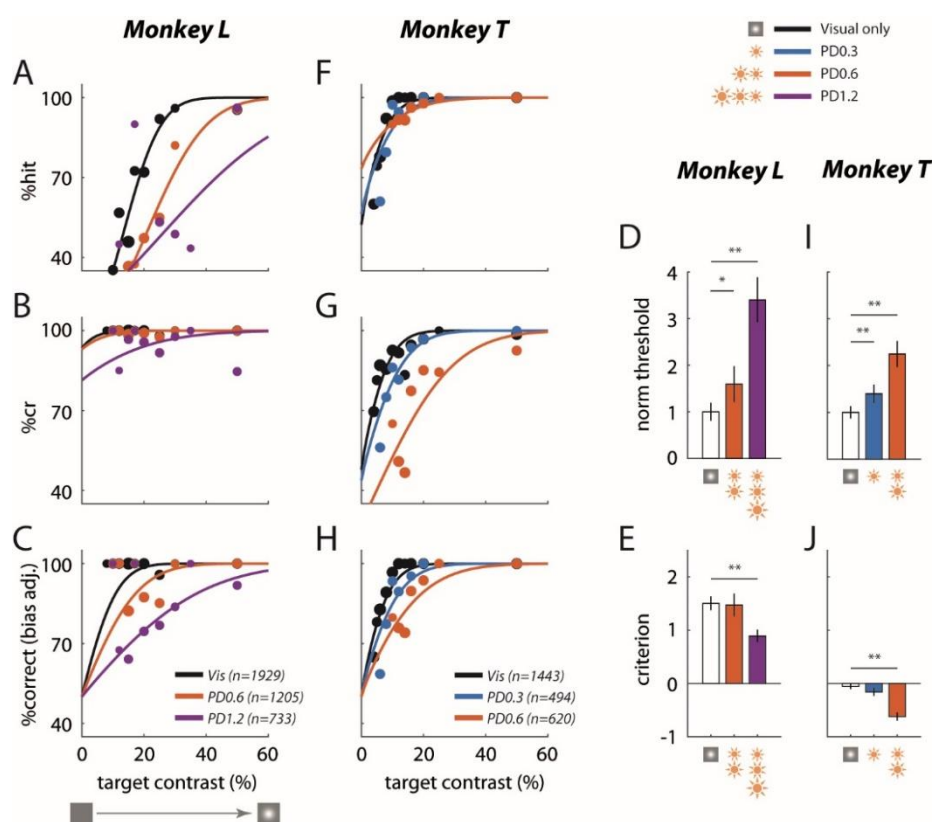 Monkey L
Monkey T
Visual only
PD0.3
PD0.6
PD1.2
A
100
70
40
%hit
F
B
100
70
40
%cr
G
C
100
70
40
%correct (bias adj.)
Vis (n=1929)
PD0.6 (n=1205)
PD1.2 (n=733)
0 20 40 60
target contrast (%)
H
Vis (n=1443)
PD0.3 (n=494)
PD0.6 (n=620)
0 20 40 60
target contrast (%)
Monkey L
Monkey T
D
4
3
2
1
0
norm threshold
**
*
I
**
**
E
2
1
0
-1
criterion
**
J
**